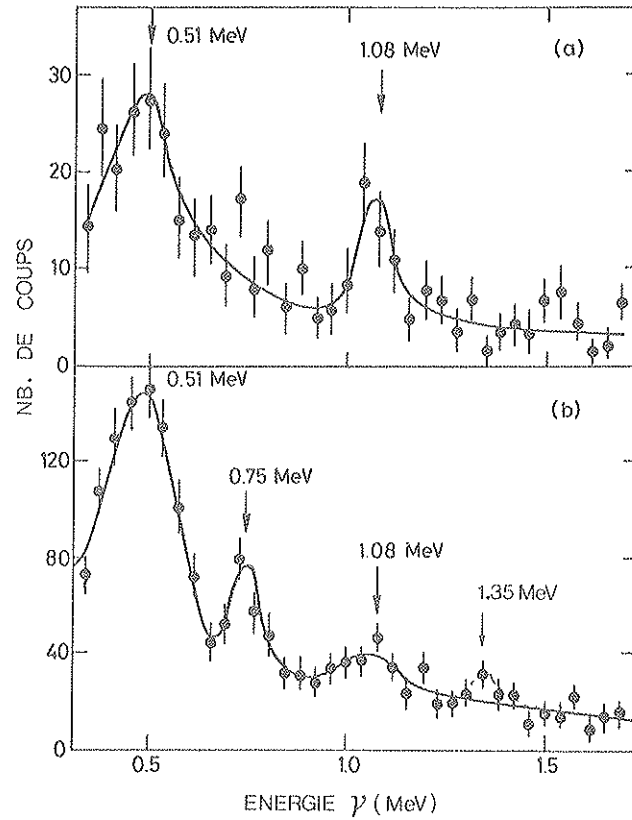 0.51 MeV
(a)
1.08 MeV
30
20
10
0
NB. DE COUPS
0.51 MeV
(b)
0.75 MeV
1.08 MeV
1.35 MeV
120
80
40
0
0.5
1.0
1.5
ENERGIE γ (MeV)